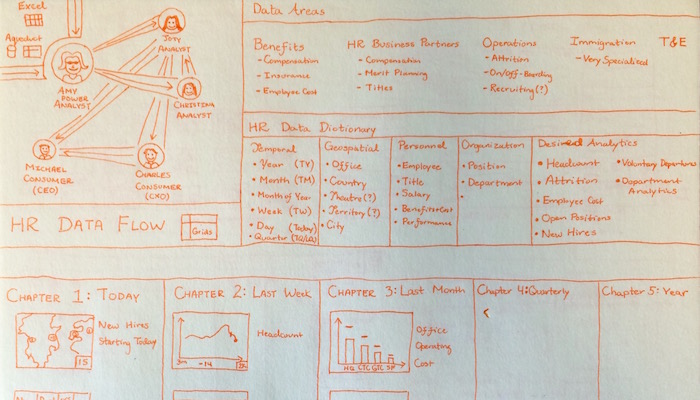 Excel
Aqueduct
AMY
POWER
ANALYST
JOEY
ANALYST
CHRISTINA
ANALYST
MICHAEL
CONSUMER
(CEO)
CHARLES
CONSUMER
(CXO)
HR DATA FLOW
Grids
Data Areas
Benefits
- Compensation
- Insurance
- Employee Cost
HR Business Partners
- Compensation
- Merit Planning
- Titles
Operations
- Attrition
- On/Off-Boarding
- Recruiting (?)
Immigration
- Very Specialized
T&E
HR Data Dictionary
Temporal
• Year (TY)
• Month (TM)
• Month of Year
• Week (TW)
• Day (Today)
• Quarter (TQ/LQ)
Geospatial
• Office
• Country
• Theatre (?)
• Territory (?)
• City
Personnel
• Employee
• Title
• Salary
• Benefits Cost
• Performance
Organization
• Position
• Department
•
Desired Analytics
• Headcount
• Attrition
• Employee Cost
• Open Positions
• New Hires
• Voluntary Departures
• Department
Analytics
CHAPTER 1: TODAY
New Hires
Starting Today
15
CHAPTER 2: LAST WEEK
Headcount
-14
CHAPTER 3: Last Month
Office
Operating
Cost
HQ CTC GTC SP
Chapter 4: Quarterly
Chapter 5: Year